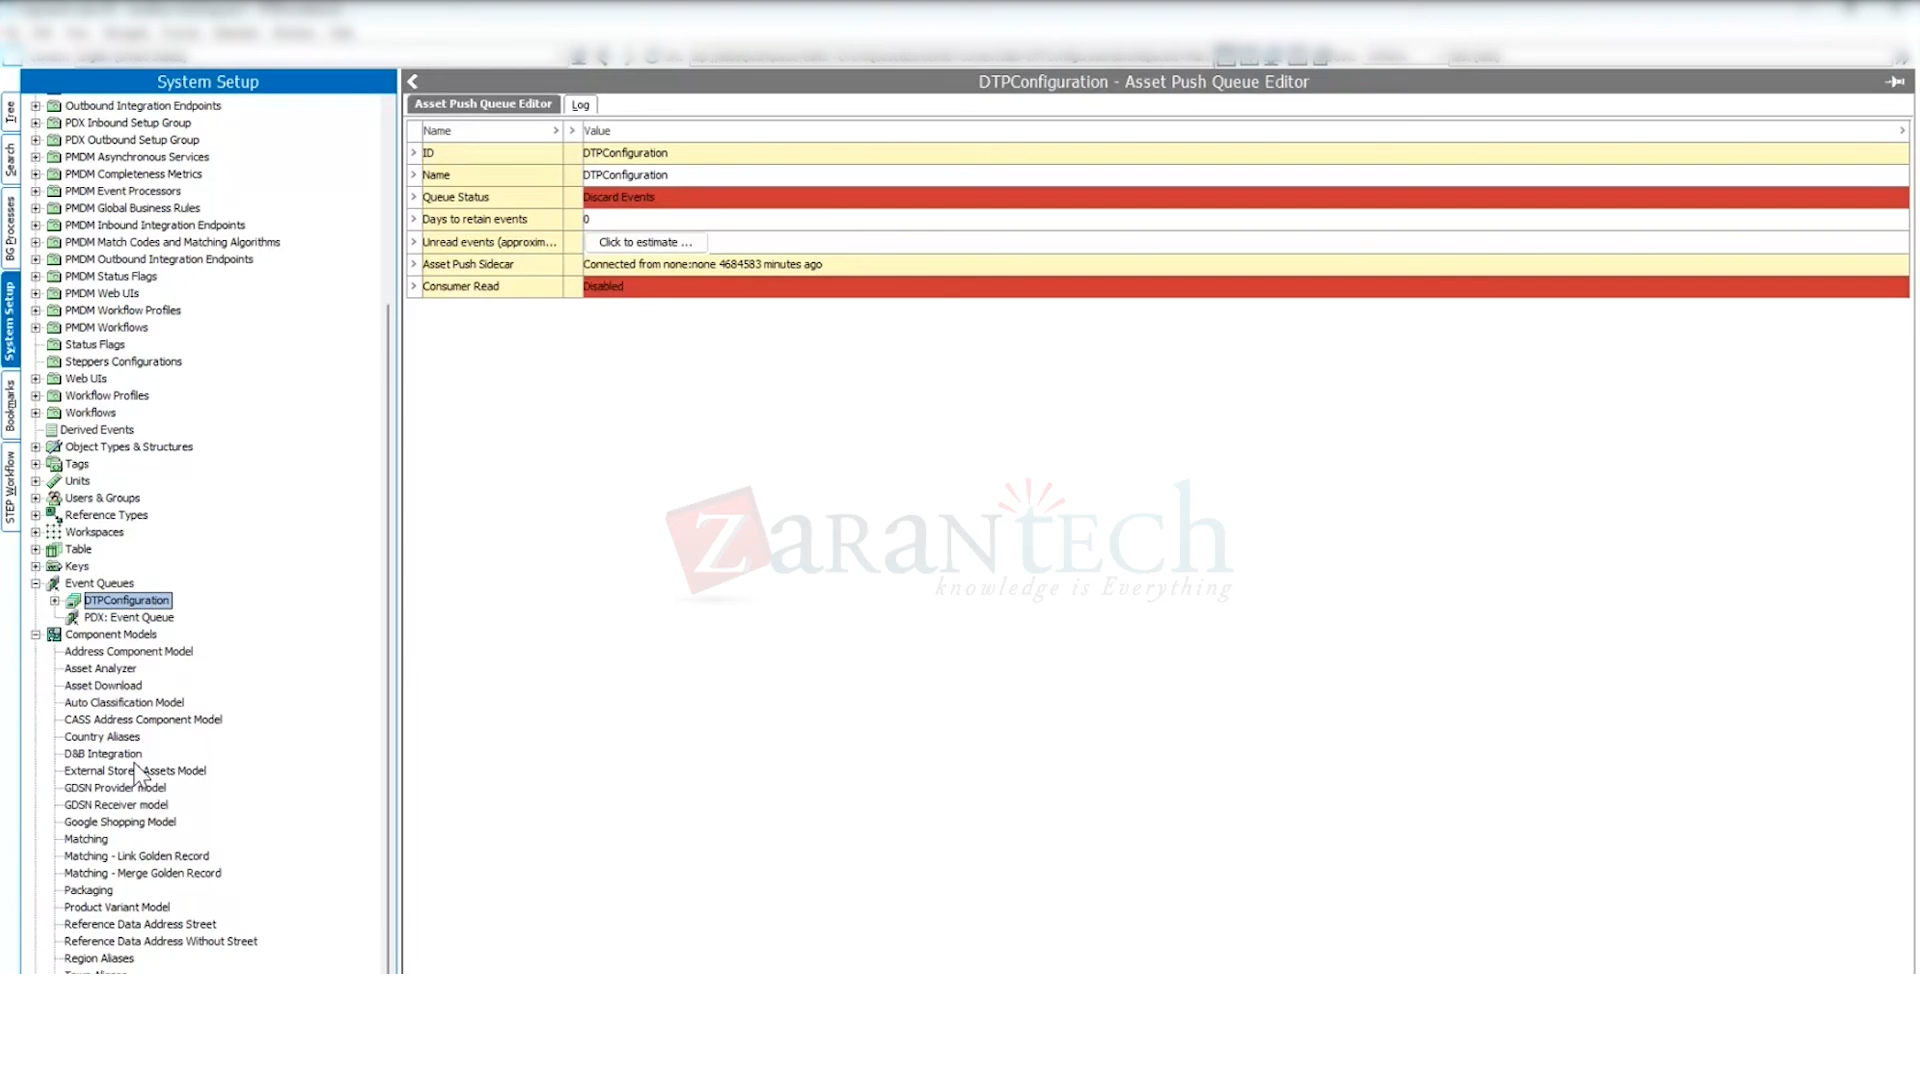 System Setup
DTPConfiguration - Asset Push Queue Editor
Tree
Search
BG Processes
System Setup
Bookmarks
STEP Workflow
Outbound Integration Endpoints
PDX Inbound Setup Group
PDX Outbound Setup Group
PMDM Asynchronous Services
PMDM Completeness Metrics
PMDM Event Processors
PMDM Global Business Rules
PMDM Inbound Integration Endpoints
PMDM Match Codes and Matching Algorithms
PMDM Outbound Integration Endpoints
PMDM Status Flags
PMDM Web UIs
PMDM Workflow Profiles
PMDM Workflows
Status Flags
Steppers Configurations
Web UIs
Workflow Profiles
Workflows
Derived Events
Object Types & Structures
Tags
Units
Users & Groups
Reference Types
Workspaces
Table
Keys
Event Queues
DTPConfiguration
PDX: Event Queue
Component Models
Address Component Model
Asset Analyzer
Asset Download
Auto Classification Model
CASS Address Component Model
Country Aliases
D&B Integration
External Store Assets Model
GDSN Provider model
GDSN Receiver model
Google Shopping Model
Matching
Matching - Link Golden Record
Matching - Merge Golden Record
Packaging
Product Variant Model
Reference Data Address Street
Reference Data Address Without Street
Region Aliases
Asset Push Queue Editor Log
Name > > Value >
> ID DTPConfiguration
> Name DTPConfiguration
> Queue Status Discard Events
> Days to retain events 0
> Unread events (approxim... Click to estimate ...
> Asset Push Sidecar Connected from none:none 4684583 minutes ago
> Consumer Read Disabled
ZaranTech
knowledge is Everything